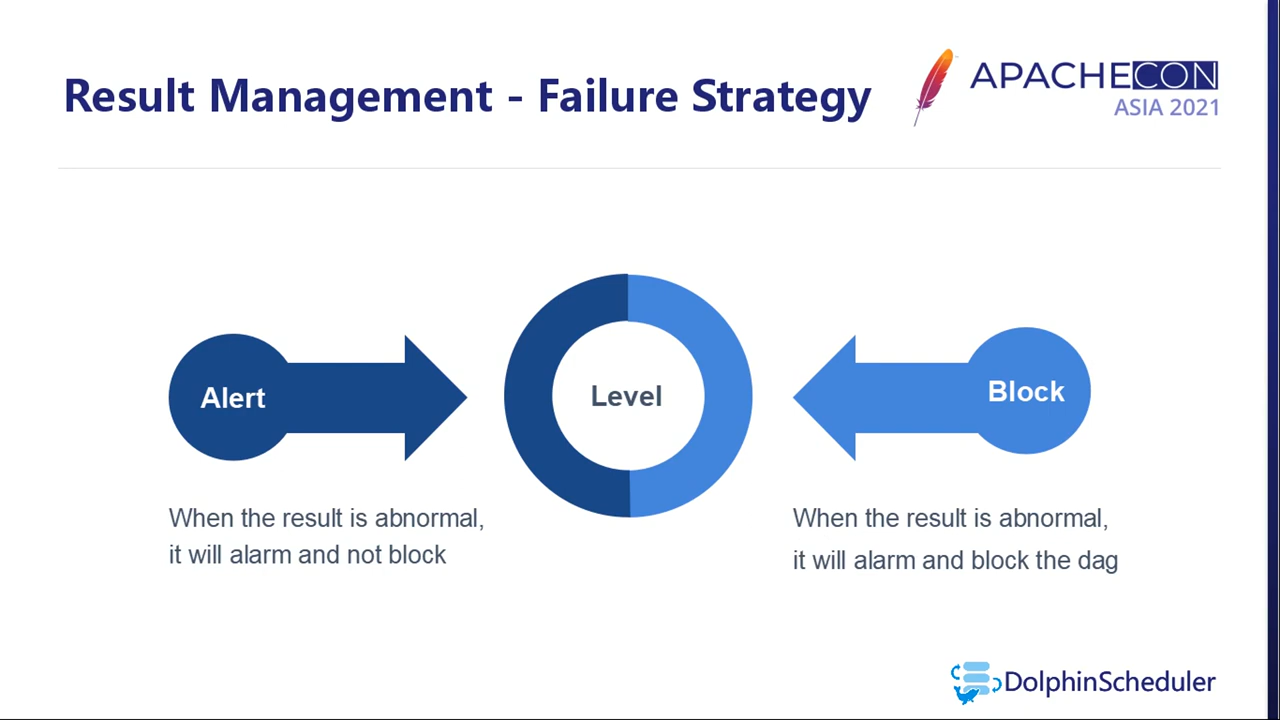 Result Management - Failure Strategy
APACHECON
ASIA 2021
Alert
Level
Block
When the result is abnormal,
it will alarm and not block
When the result is abnormal,
it will alarm and block the dag
DolphinScheduler